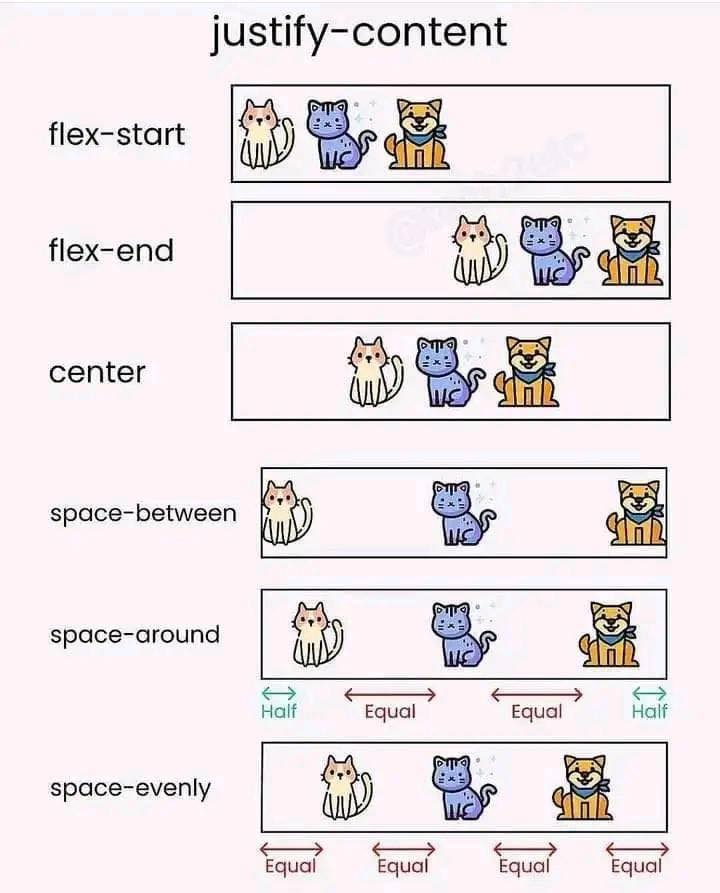 justify-content
flex-start
flex-end
center
space-between
space-around
Half Equal Equal Half
space-evenly
Equal Equal Equal Equal